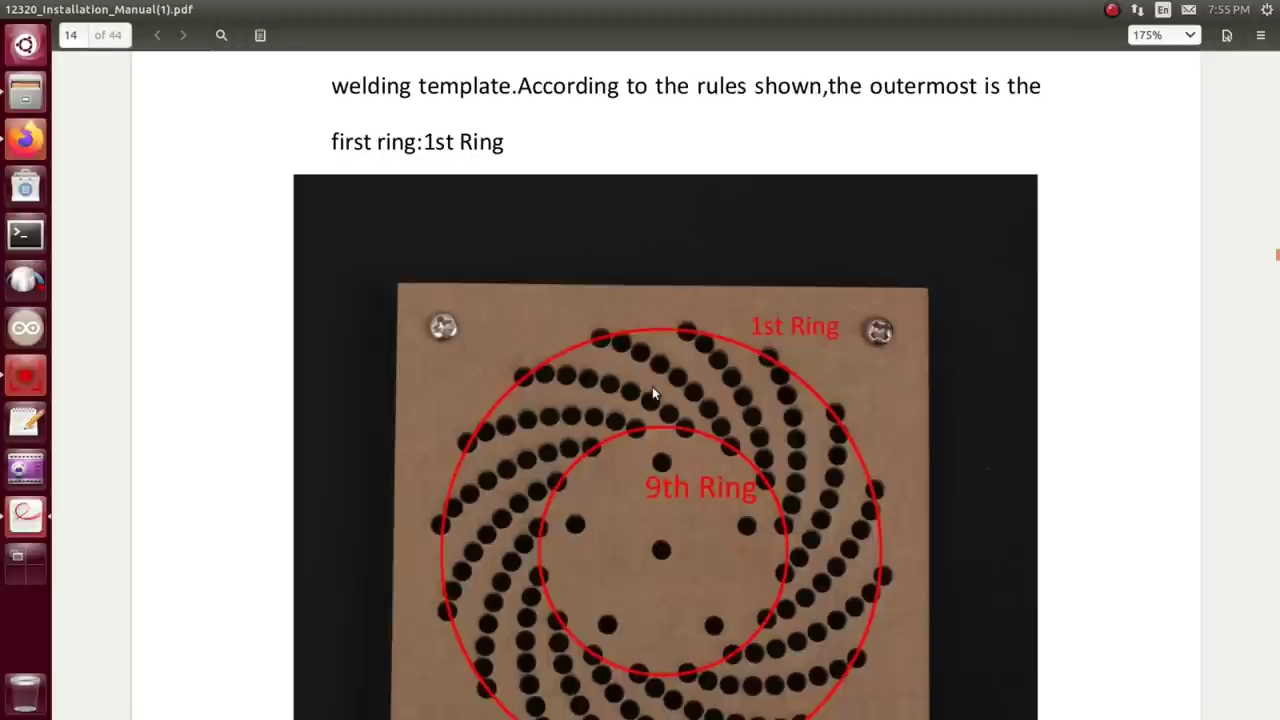 12320_Installation_Manual(1).pdf
En
7:55 PM
14
of 44
175%
welding template.According to the rules shown,the outermost is the
first ring:1st Ring
1st Ring
9th Ring